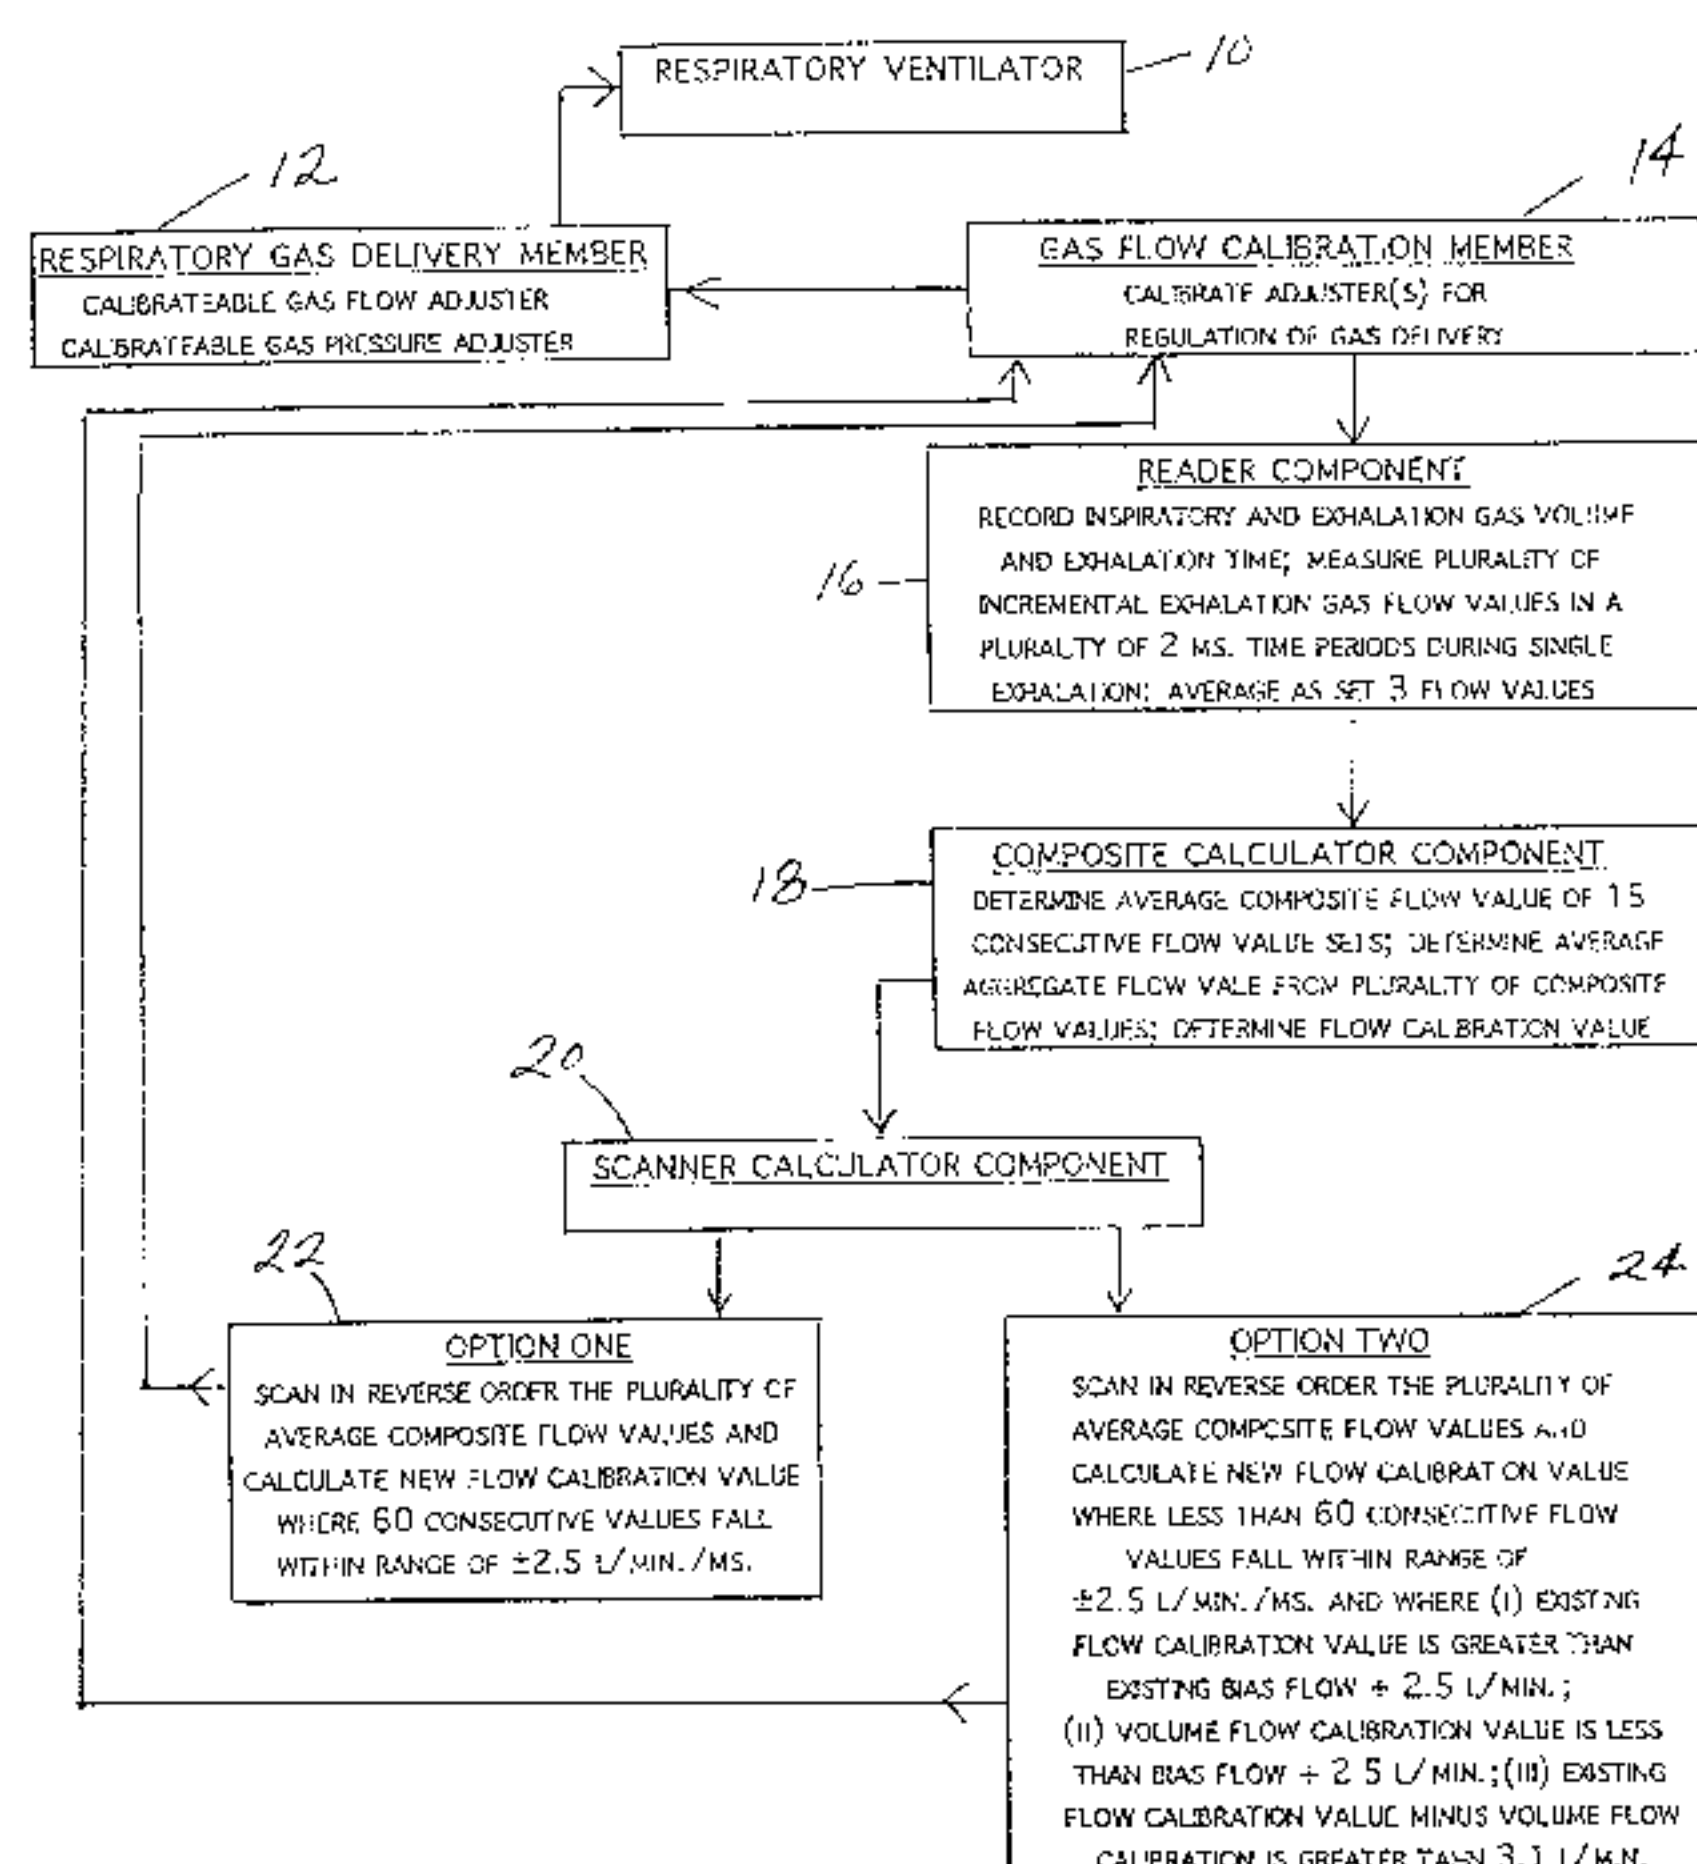 RESPIRATORY VENTILATOR
10
12
14
RESPIRATORY GAS DELIVERY MEMBER
CALIBRATEABLE GAS FLOW ADJUSTER
CALIBRATEABLE GAS PRESSURE ADJUSTER
GAS FLOW CALIBRATION MEMBER
CALIBRATE ADJUSTER(S) FOR
REGULATION OF GAS DELIVERY
READER COMPONENT
RECORD INSPIRATORY AND EXHALATION GAS VOLUME
AND EXHALATION TIME; MEASURE PLURALITY OF
INCREMENTAL EXHALATION GAS FLOW VALUES IN A
PLURALITY OF 2 MS. TIME PERIODS DURING SINGLE
EXHALATION; AVERAGE AS SET 3 FLOW VALUES
16
COMPOSITE CALCULATOR COMPONENT
DETERMINE AVERAGE COMPOSITE FLOW VALUE OF 15
CONSECUTIVE FLOW VALUE SETS; DETERMINE AVERAGE
AGGREGATE FLOW VALE FROM PLURALITY OF COMPOSITE
FLOW VALUES; DETERMINE FLOW CALIBRATION VALUE
18
20
SCANNER CALCULATOR COMPONENT
22
24
OPTION ONE
SCAN IN REVERSE ORDER THE PLURALITY OF
AVERAGE COMPOSITE FLOW VALUES AND
CALCULATE NEW FLOW CALIBRATION VALUE
WHERE 60 CONSECUTIVE VALUES FALL
WITHIN RANGE OF ±2.5 L/MIN./MS.
OPTION TWO
SCAN IN REVERSE ORDER THE PLURALITY OF
AVERAGE COMPOSITE FLOW VALUES AND
CALCULATE NEW FLOW CALIBRATION VALUE
WHERE LESS THAN 60 CONSECUTIVE FLOW
VALUES FALL WITHIN RANGE OF
±2.5 L/MIN./MS. AND WHERE (I) EXISTING
FLOW CALIBRATION VALUE IS GREATER THAN
EXISTING BIAS FLOW + 2.5 L/MIN.;
(II) VOLUME FLOW CALIBRATION VALUE IS LESS
THAN BIAS FLOW + 2.5 L/MIN.; (III) EXISTING
FLOW CALIBRATION VALUE MINUS VOLUME FLOW
CALIBRATION IS GREATER TAHN 3.1 L/MIN.